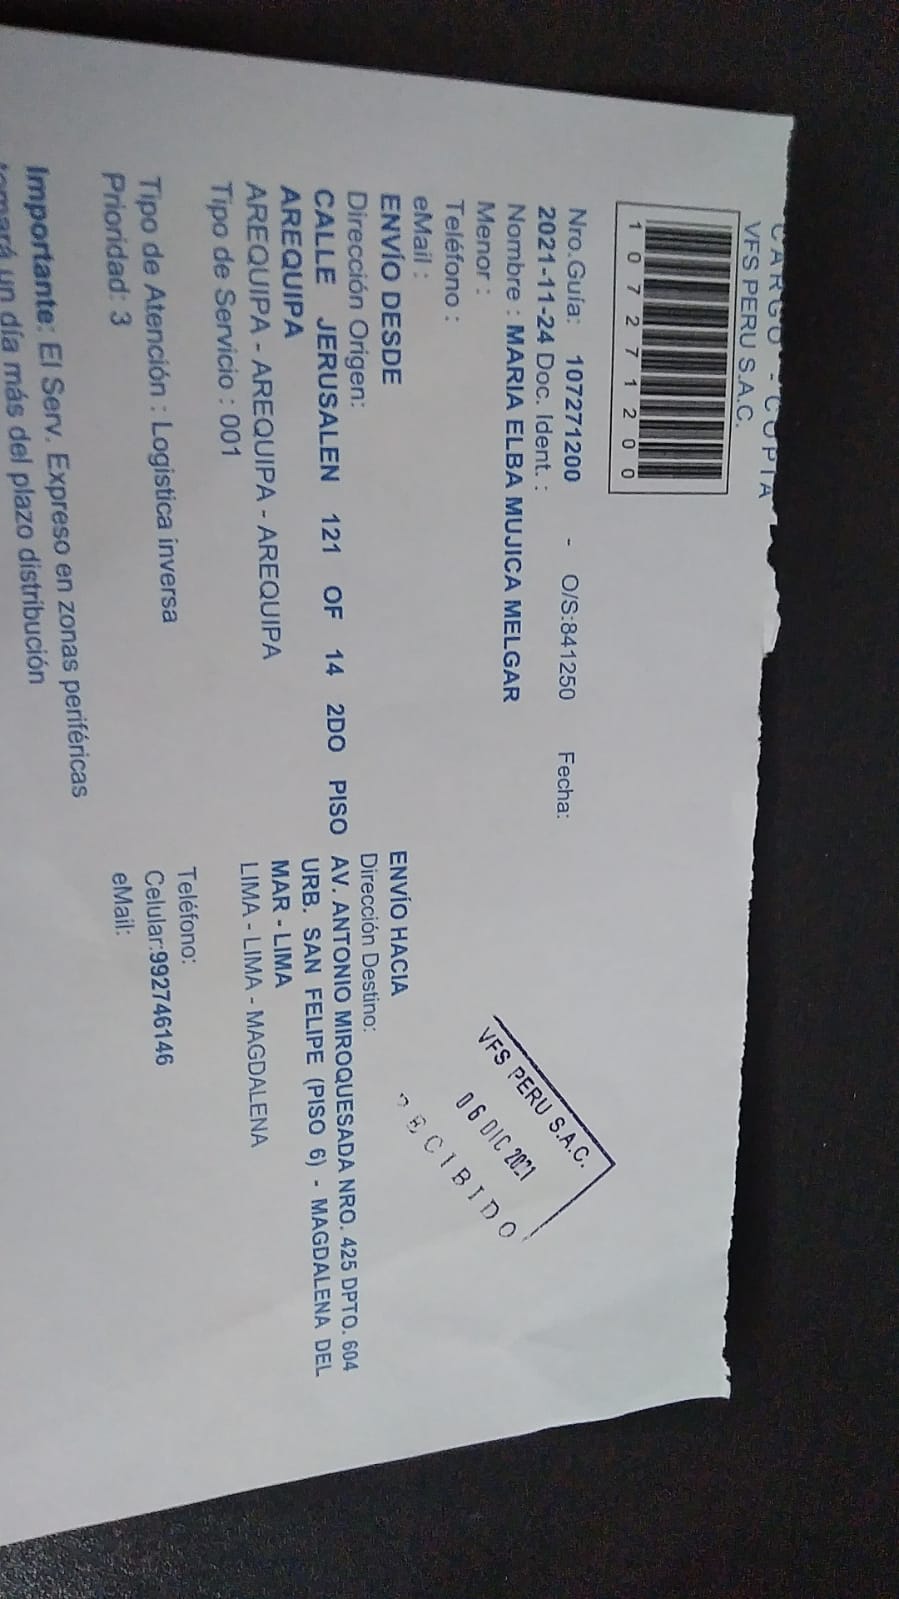 CARGO - COPIA
VFS PERU S.A.C.
1 0 7 2 7 1 2 0 0
Nro.Guía: 107271200 - O/S:841250 Fecha:
2021-11-24 Doc. Ident. :
Nombre : MARIA ELBA MUJICA MELGAR
Menor :
Teléfono :
eMail :
ENVÍO DESDE
Dirección Origen:
CALLE JERUSALEN 121 OF 14 2DO PISO
AREQUIPA
AREQUIPA - AREQUIPA - AREQUIPA
Tipo de Servicio : 001
Tipo de Atención : Logistica inversa
Prioridad: 3
ENVÍO HACIA
Dirección Destino:
AV. ANTONIO MIROQUESADA NRO. 425 DPTO. 604
URB. SAN FELIPE (PISO 6) - MAGDALENA DEL
MAR - LIMA
LIMA - LIMA - MAGDALENA
Teléfono:
Celular:992746146
eMail:
VFS PERU S.A.C.
06 DIC 2021
RECIBIDO
Importante: El Serv. Expreso en zonas periféricas
tomará un día más del plazo distribución